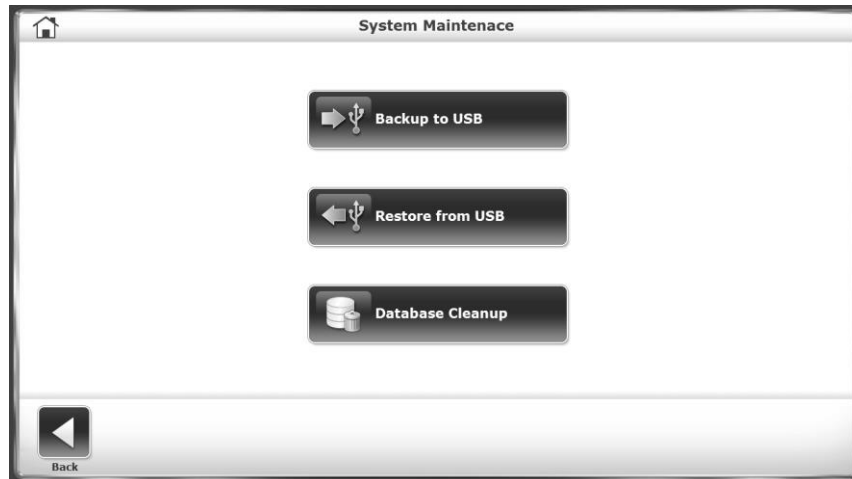 System Maintenace
Backup to USB
Restore from USB
Database Cleanup
Back